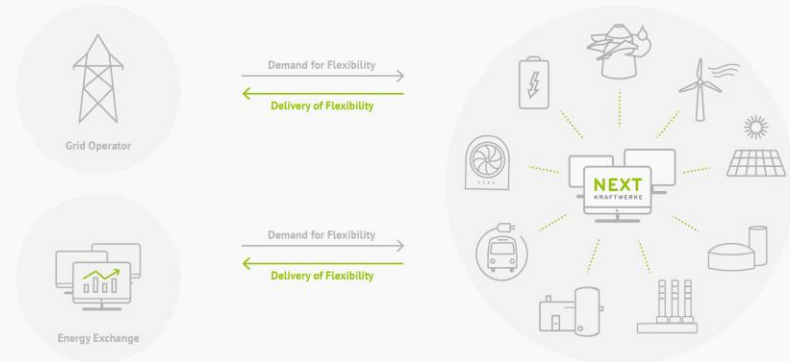 Demand for Flexibility
Delivery of Flexibility
Grid Operator
NEXT
KRAFTWERKE
Demand for Flexibility
Delivery of Flexibility
Energy Exchange